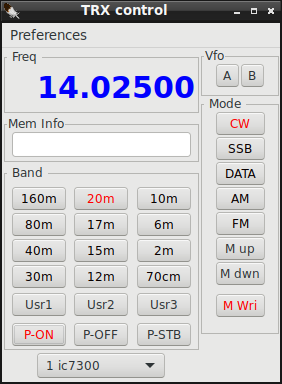 TRX control
Preferences
Freq
14.02500
Vfo
A B
Mem Info
Mode
CW
SSB
DATA
AM
FM
M up
M dwn
M Wri
Band
160m 20m 10m
80m 17m 6m
40m 15m 2m
30m 12m 70cm
Usr1 Usr2 Usr3
P-ON P-OFF P-STB
1 ic7300